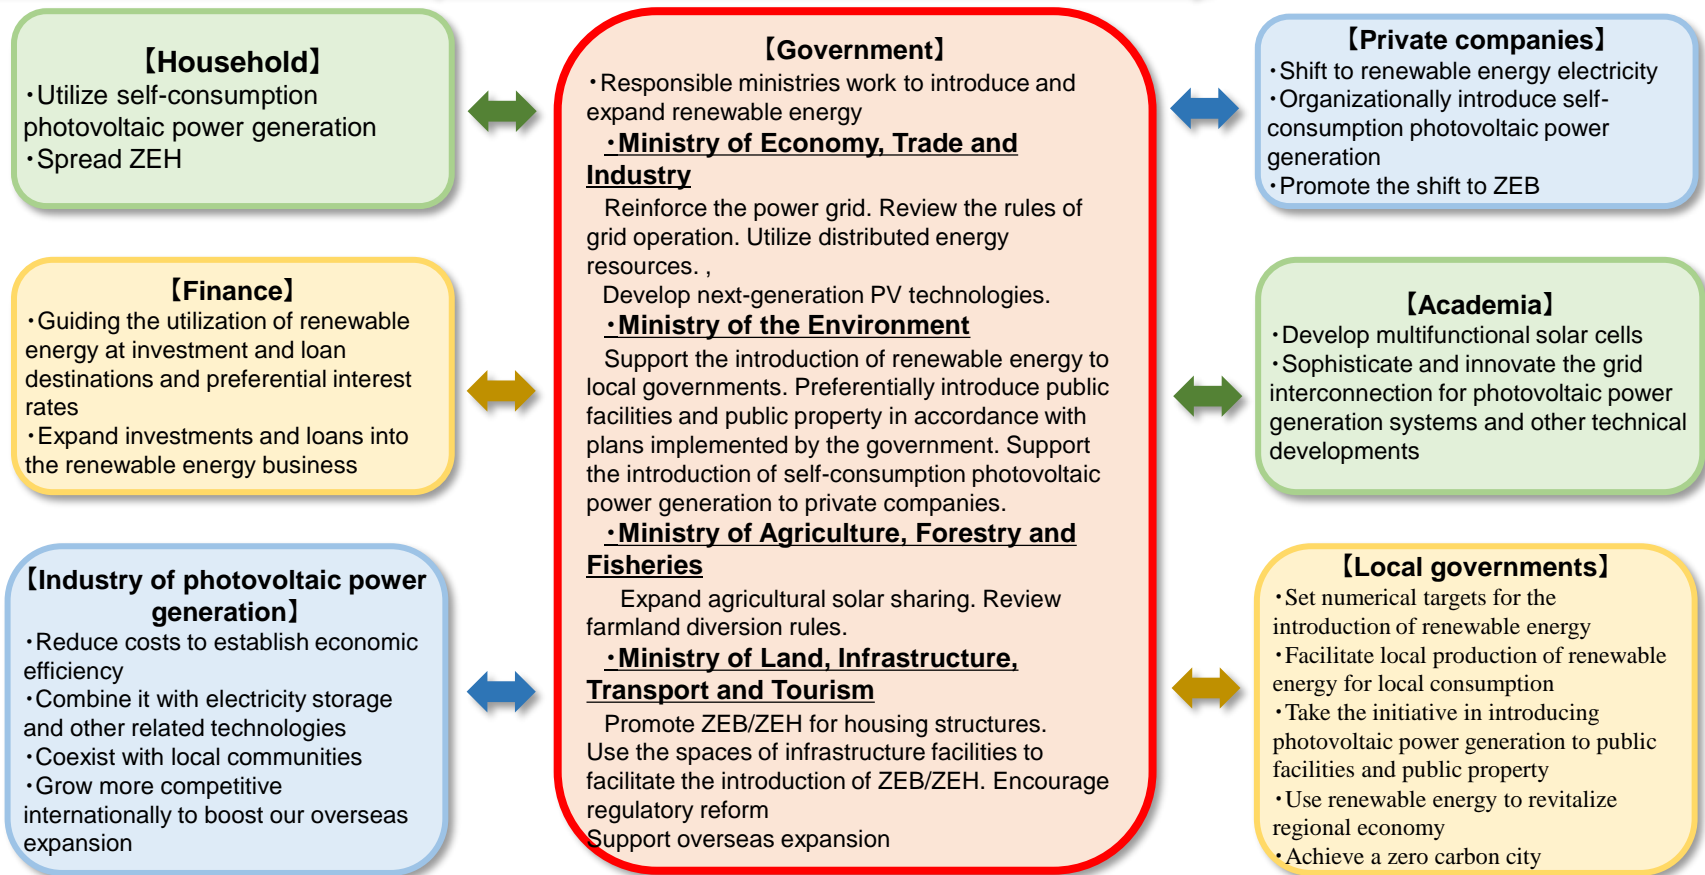 【Household】
・Utilize self-consumption
photovoltaic power generation
・Spread ZEH
【Finance】
・Guiding the utilization of renewable
energy at investment and loan
destinations and preferential interest
rates
・Expand investments and loans into
the renewable energy business
【Industry of photovoltaic power
generation】
・Reduce costs to establish economic
efficiency
・Combine it with electricity storage
and other related technologies
・Coexist with local communities
・Grow more competitive
internationally to boost our overseas
expansion
【Government】
・Responsible ministries work to introduce and
expand renewable energy
・Ministry of Economy, Trade and
Industry
Reinforce the power grid. Review the rules of
grid operation. Utilize distributed energy
resources. ,
Develop next-generation PV technologies.
・Ministry of the Environment
Support the introduction of renewable energy to
local governments. Preferentially introduce public
facilities and public property in accordance with
plans implemented by the government. Support
the introduction of self-consumption photovoltaic
power generation to private companies.
・Ministry of Agriculture, Forestry and
Fisheries
Expand agricultural solar sharing. Review
farmland diversion rules.
・Ministry of Land, Infrastructure,
Transport and Tourism
Promote ZEB/ZEH for housing structures.
Use the spaces of infrastructure facilities to
facilitate the introduction of ZEB/ZEH. Encourage
regulatory reform
Support overseas expansion
【Private companies】
・Shift to renewable energy electricity
・Organizationally introduce self-
consumption photovoltaic power
generation
・Promote the shift to ZEB
【Academia】
・Develop multifunctional solar cells
・Sophisticate and innovate the grid
interconnection for photovoltaic power
generation systems and other technical
developments
【Local governments】
・Set numerical targets for the
introduction of renewable energy
・Facilitate local production of renewable
energy for local consumption
・Take the initiative in introducing
photovoltaic power generation to public
facilities and public property
・Use renewable energy to revitalize
regional economy
・Achieve a zero carbon city